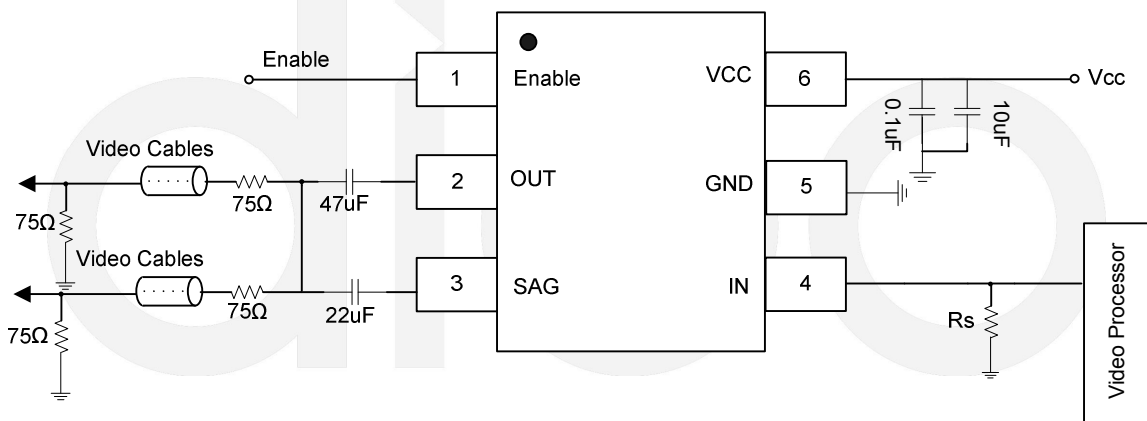 Enable
1
Enable
VCC
6
Vcc
0.1uF
10uF
Video Cables
75Ω
47uF
2
OUT
GND
5
75Ω
Video Cables
75Ω
22uF
3
SAG
IN
4
Rs
75Ω
Video Processor
dioo